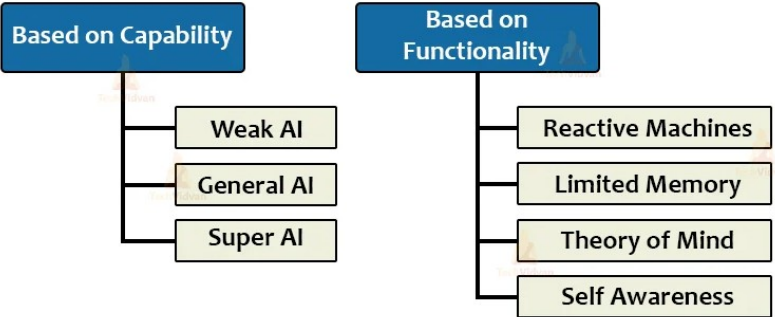 Based on Capability
Weak AI
General AI
Super AI
Based on
Functionality
Reactive Machines
Limited Memory
Theory of Mind
Self Awareness